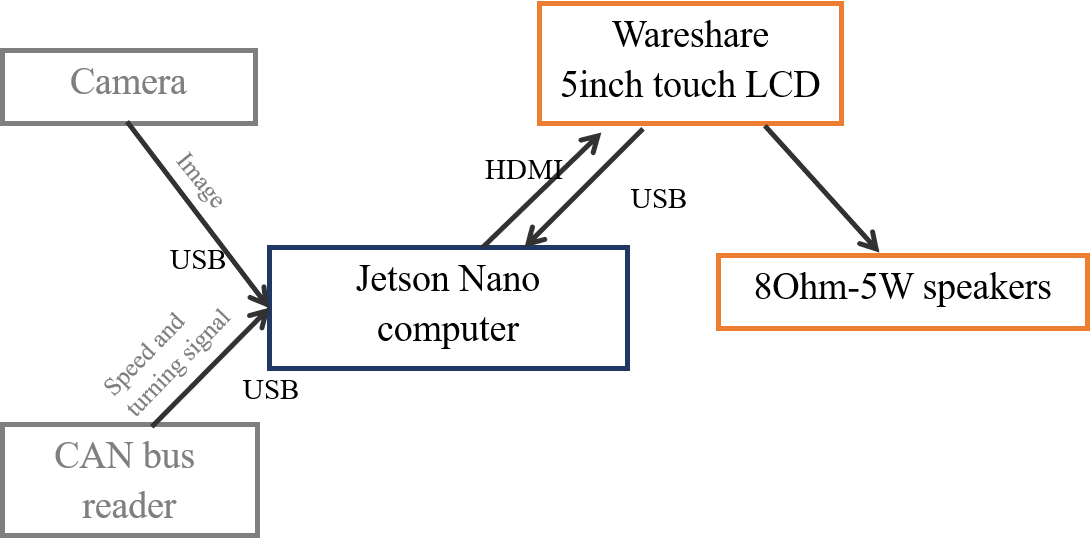 Wareshare
5inch touch LCD
Camera
Image
HDMI
USB
USB
Jetson Nano
computer
8Ohm-5W speakers
Speed and
turning signal
USB
CAN bus
reader